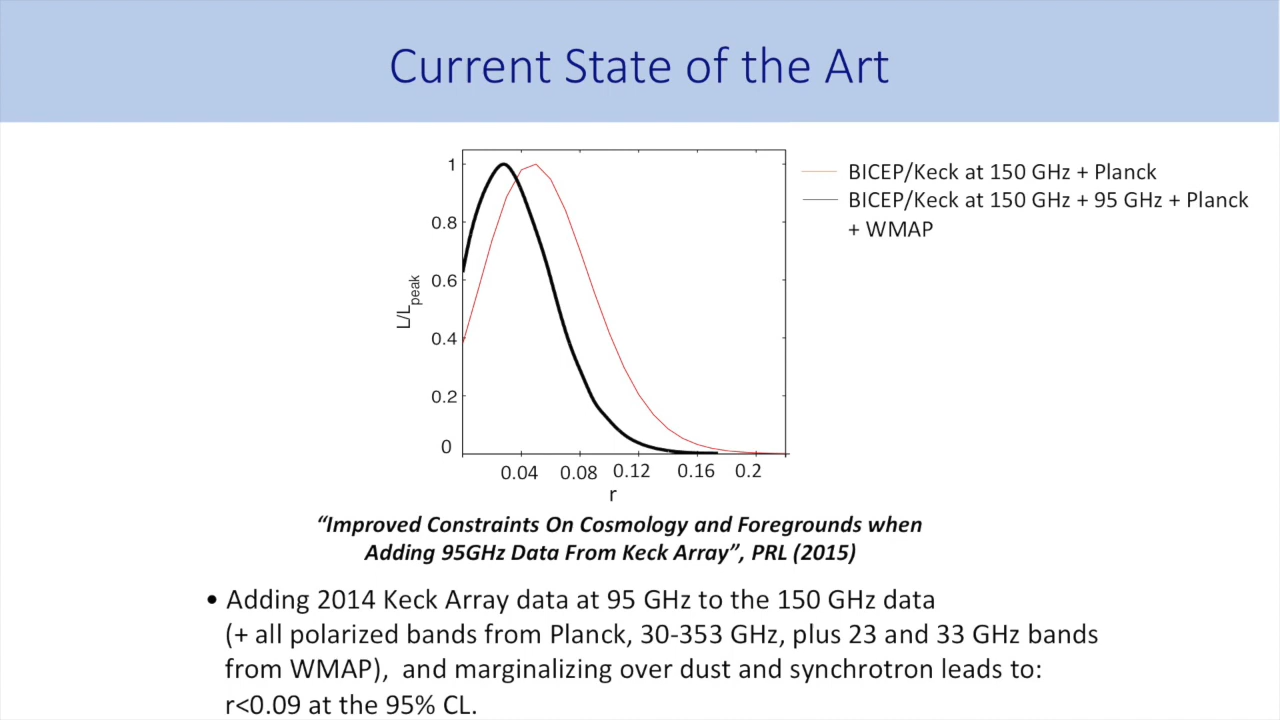 Current State of the Art
BICEP/Keck at 150 GHz + Planck
BICEP/Keck at 150 GHz + 95 GHz + Planck
+ WMAP
L/Lpeak
1
0.8
0.6
0.4
0.2
0
0.04 0.08 0.12 0.16 0.2
r
“Improved Constraints On Cosmology and Foregrounds when
Adding 95GHz Data From Keck Array”, PRL (2015)
• Adding 2014 Keck Array data at 95 GHz to the 150 GHz data
(+ all polarized bands from Planck, 30-353 GHz, plus 23 and 33 GHz bands
from WMAP), and marginalizing over dust and synchrotron leads to:
r<0.09 at the 95% CL.